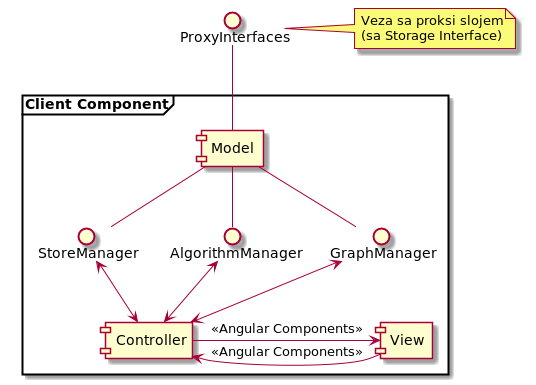 Veza sa proksi slojem
(sa Storage Interface)
ProxyInterfaces
Client Component
Model
StoreManager
AlgorithmManager
GraphManager
«Angular Components»
Controller
View
«Angular Components»